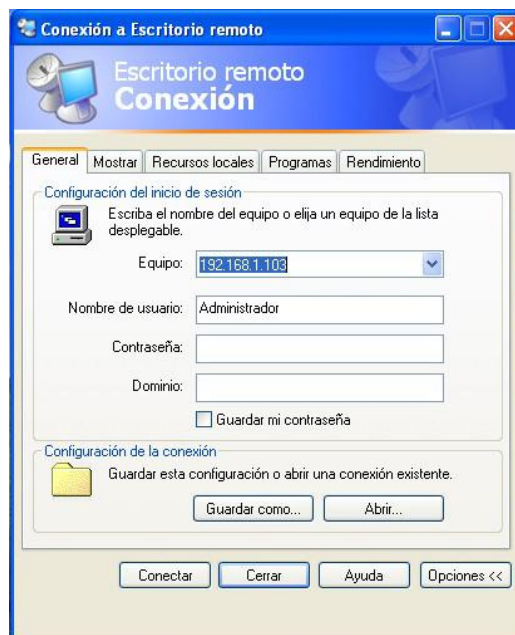 Conexión a Escritorio remoto
Escritorio remoto
Conexión
General Mostrar Recursos locales Programas Rendimiento
Configuración del inicio de sesión
Escriba el nombre del equipo o elija un equipo de la lista
desplegable.
Equipo: 192.168.1.103
Nombre de usuario: Administrador
Contraseña:
Dominio:
Guardar mi contraseña
Configuración de la conexión
Guardar esta configuración o abrir una conexión existente.
Guardar como... Abrir...
Conectar Cerrar Ayuda Opciones <<